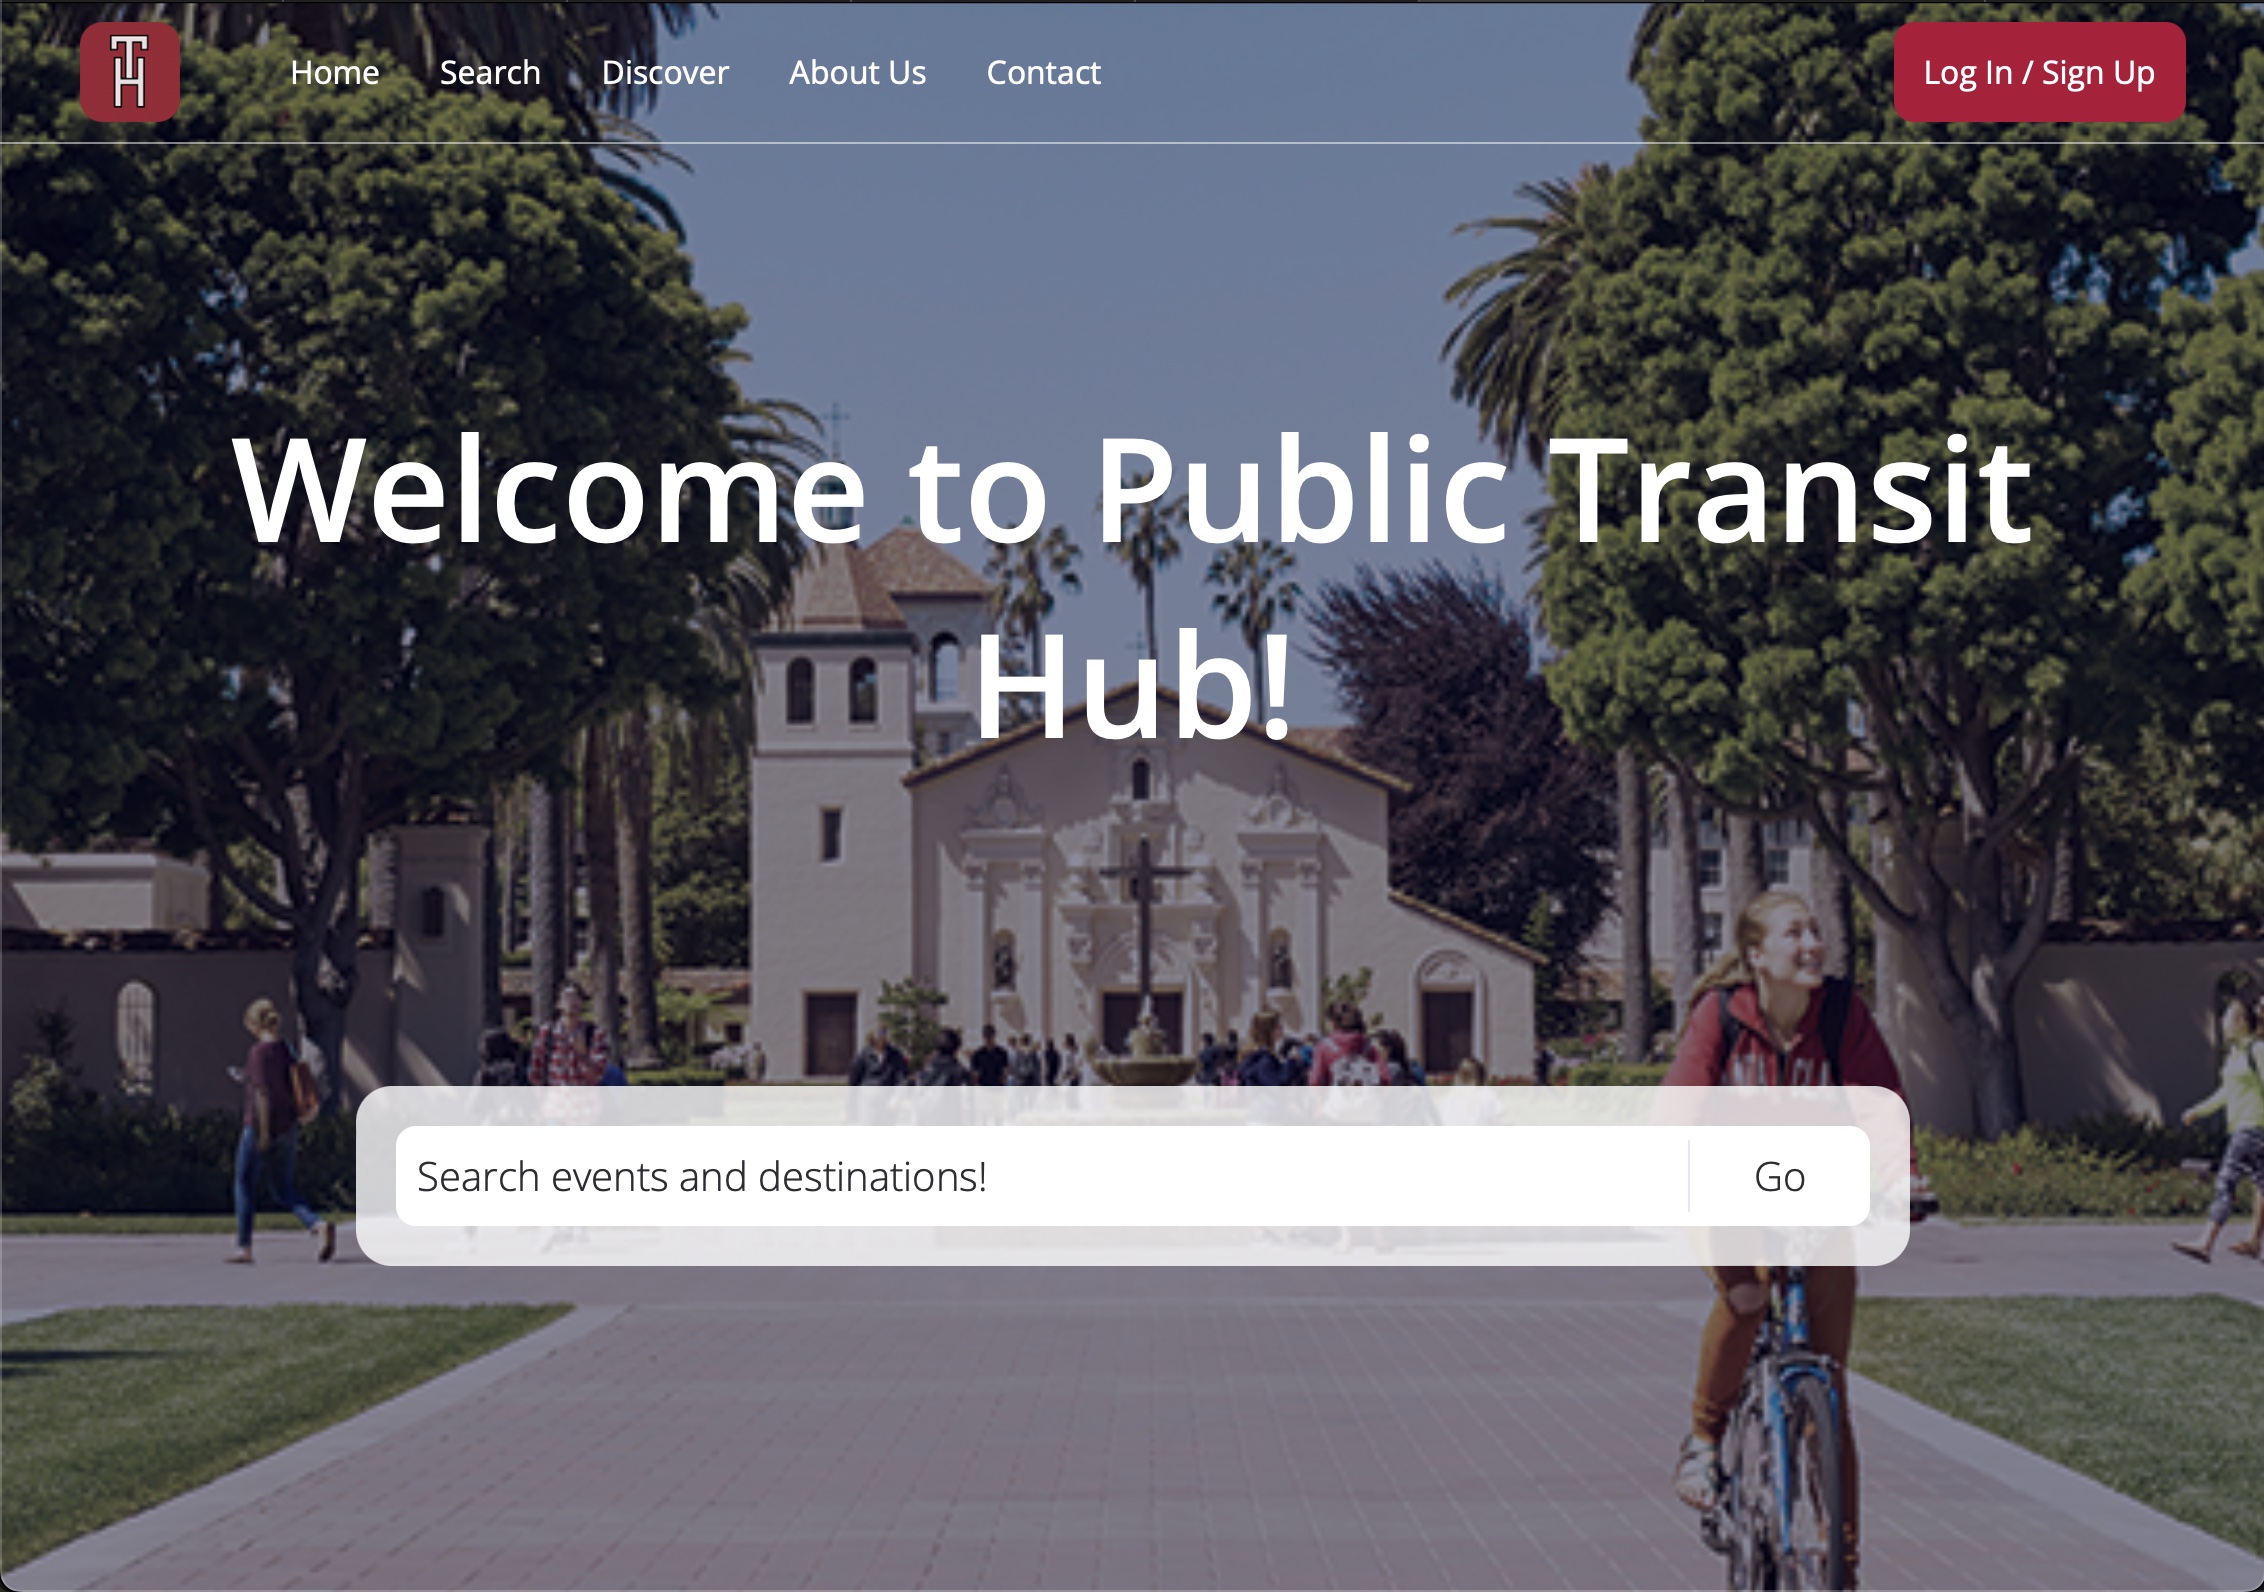 TH
Home Search Discover About Us Contact Log In / Sign Up
Welcome to Public Transit
Hub!
Search events and destinations! Go